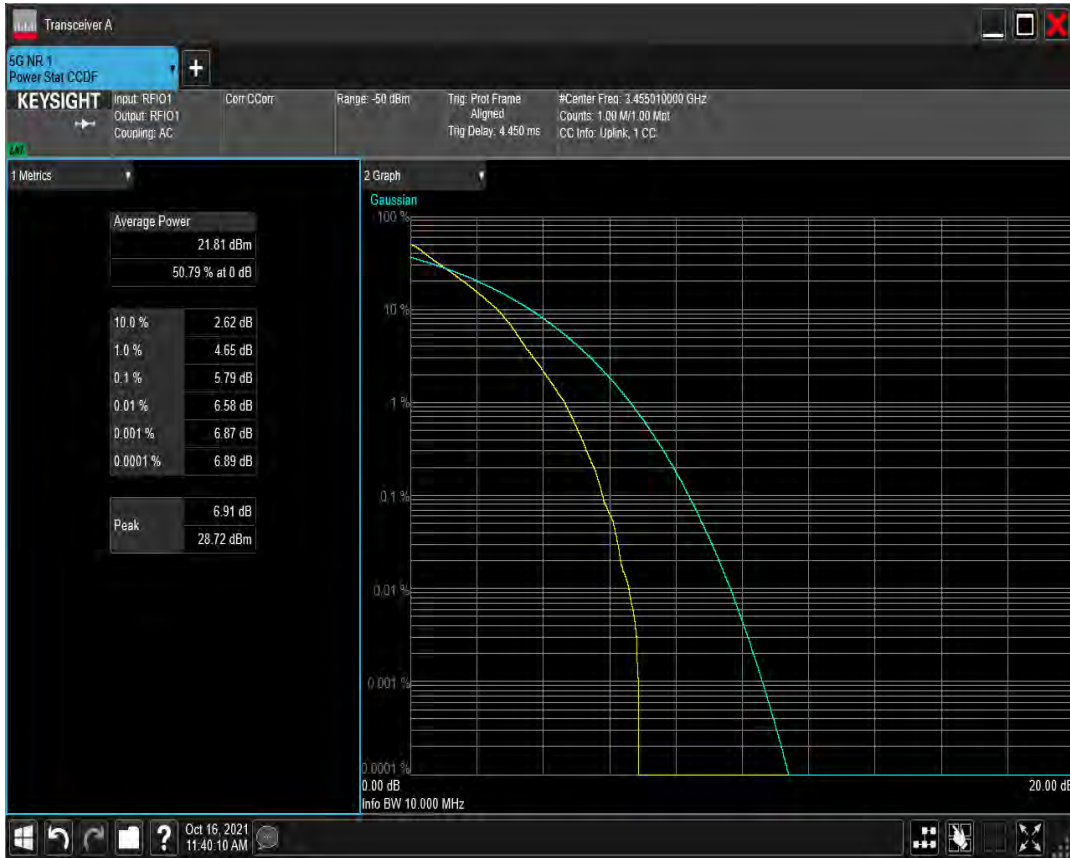 Transceiver A
5G NR 1
Power Stat CCDF
+
KEYSIGHT
Input: RFIO1
Output: RFIO1
Coupling: AC
Corr CCorr
Range: -50 dBm
Trig: Prot Frame
Aligned
Trig Delay: 4.450 ms
#Center Freq: 3.455010000 GHz
Counts: 1.00 M/1.00 Mpt
CC Info: Uplink, 1 CC
LXI
1 Metrics
Average Power
21.81 dBm
50.79 % at 0 dB
10.0 % 2.62 dB
1.0 % 4.65 dB
0.1 % 5.79 dB
0.01 % 6.58 dB
0.001 % 6.87 dB
0.0001 % 6.89 dB
Peak 6.91 dB
28.72 dBm
2 Graph
Gaussian
100 %
10 %
1 %
0.1 %
0.01 %
0.001 %
0.0001 %
0.00 dB 20.00 dB
Info BW 10.000 MHz
?
Oct 16, 2021
11:40:10 AM